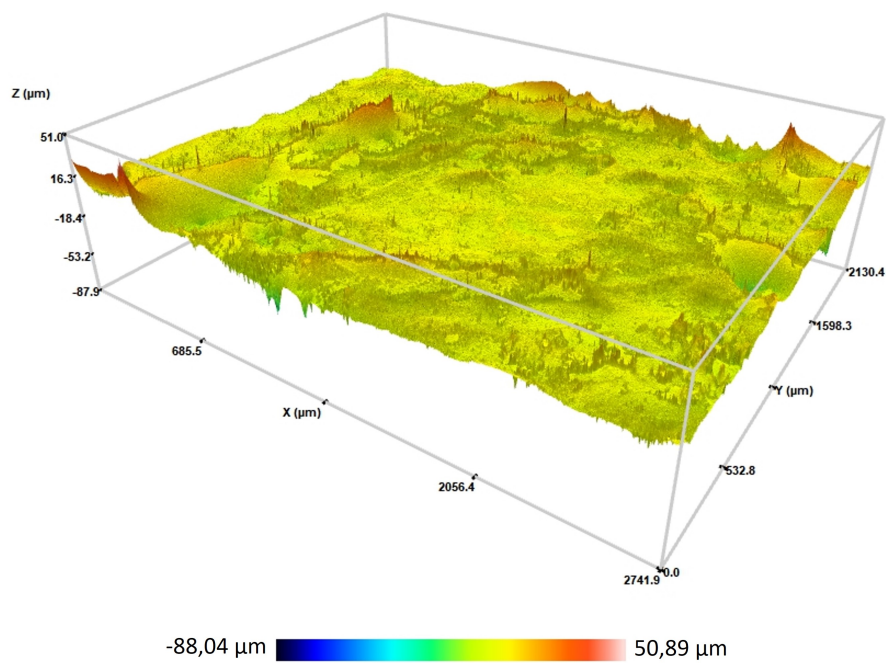 Z (µm)
51.0
16.3
-18.4
-53.2
-87.9
685.5
X (µm)
2056.4
2741.9
0.0
532.8
Y (µm)
1598.3
2130.4
-88,04 µm
50,89 µm